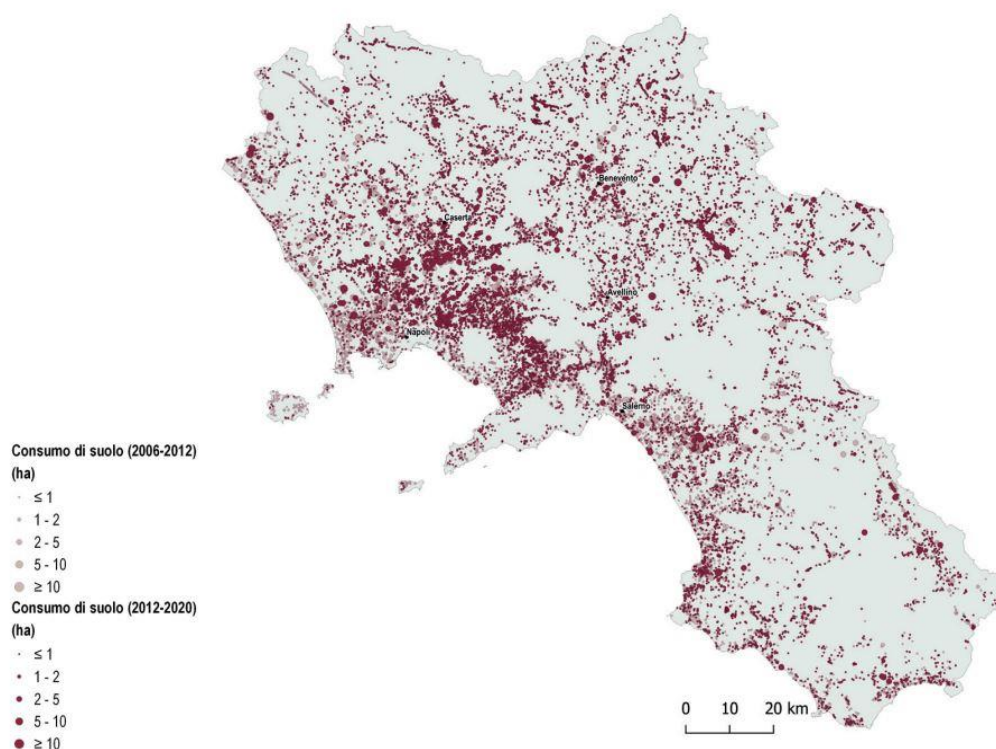 Benevento
Caserta
Avellino
Napoli
Salerno
Consumo di suolo (2006-2012)
(ha)
≤ 1
1 - 2
2 - 5
5 - 10
≥ 10
Consumo di suolo (2012-2020)
(ha)
≤ 1
1 - 2
2 - 5
5 - 10
≥ 10
0 10 20 km